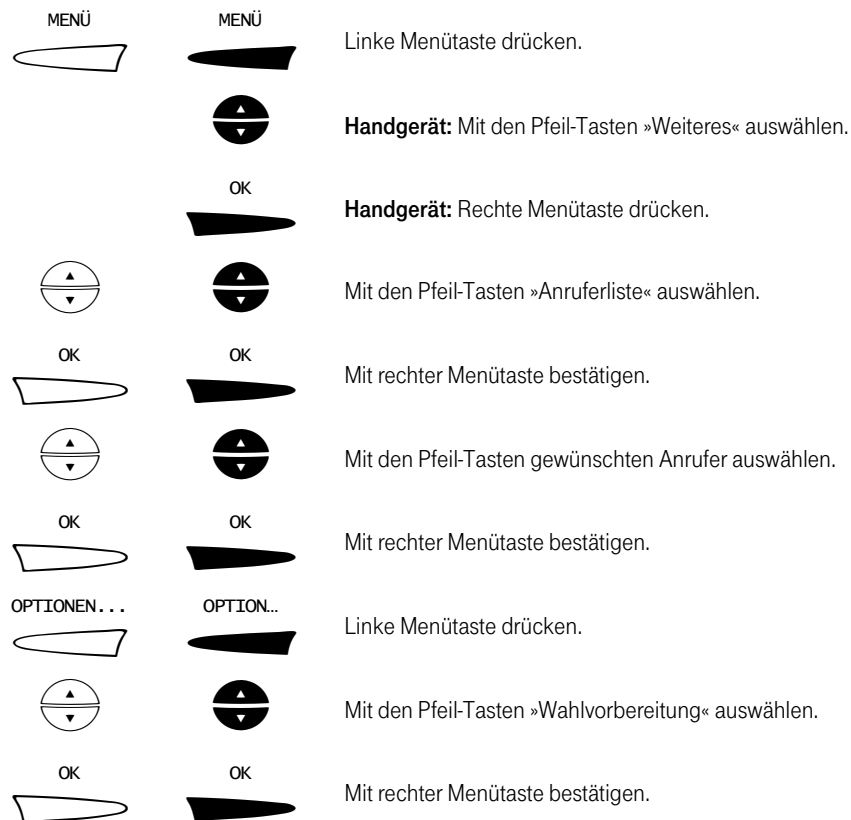 MENÜ MENÜ
Linke Menütaste drücken.
Handgerät: Mit den Pfeil-Tasten »Weiteres« auswählen.
OK
Handgerät: Rechte Menütaste drücken.
Mit den Pfeil-Tasten »Anruferliste« auswählen.
OK OK
Mit rechter Menütaste bestätigen.
Mit den Pfeil-Tasten gewünschten Anrufer auswählen.
OK OK
Mit rechter Menütaste bestätigen.
OPTIONEN... OPTION…
Linke Menütaste drücken.
Mit den Pfeil-Tasten »Wahlvorbereitung« auswählen.
OK OK
Mit rechter Menütaste bestätigen.